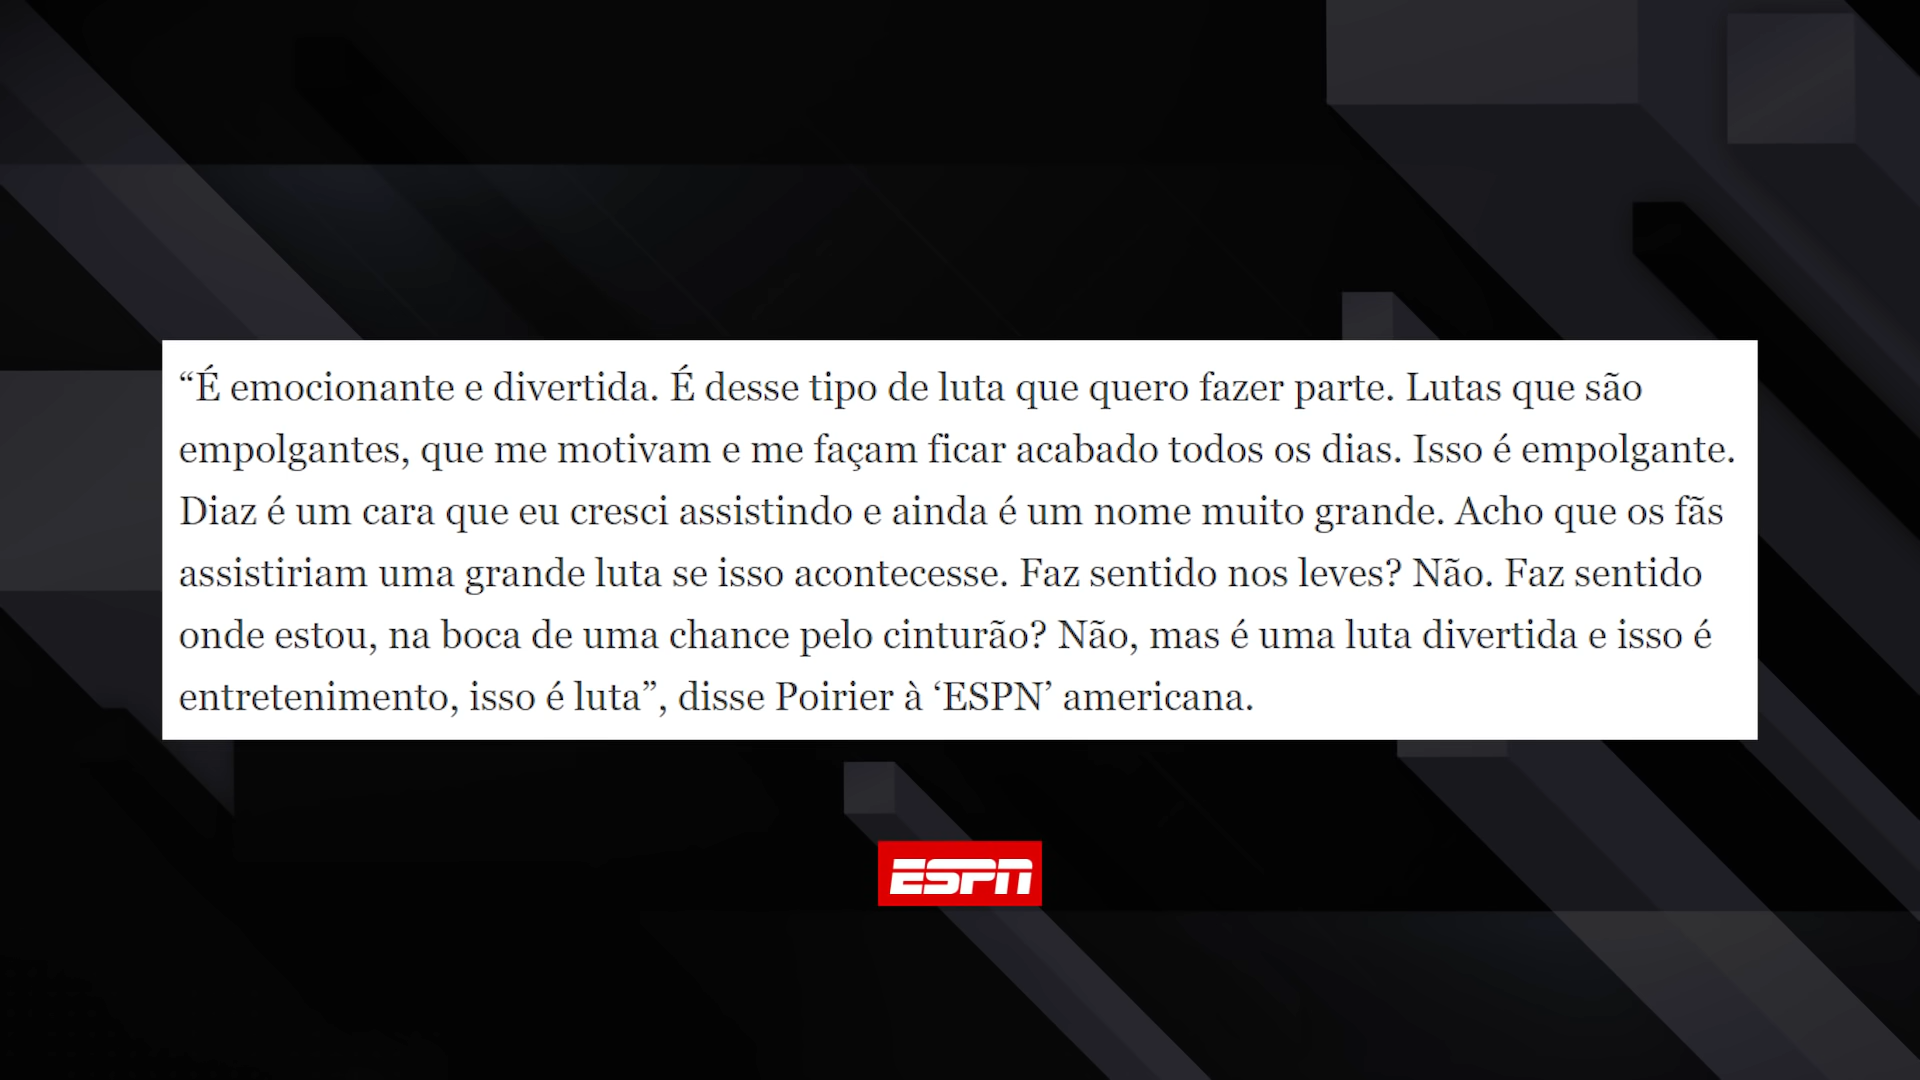 “É emocionante e divertida. É desse tipo de luta que quero fazer parte. Lutas que são
empolgantes, que me motivam e me façam ficar acabado todos os dias. Isso é empolgante.
Diaz é um cara que eu cresci assistindo e ainda é um nome muito grande. Acho que os fãs
assistiriam uma grande luta se isso acontecesse. Faz sentido nos leves? Não. Faz sentido
onde estou, na boca de uma chance pelo cinturão? Não, mas é uma luta divertida e isso é
entretenimento, isso é luta”, disse Poirier à ‘ESPN’ americana.
ESPN